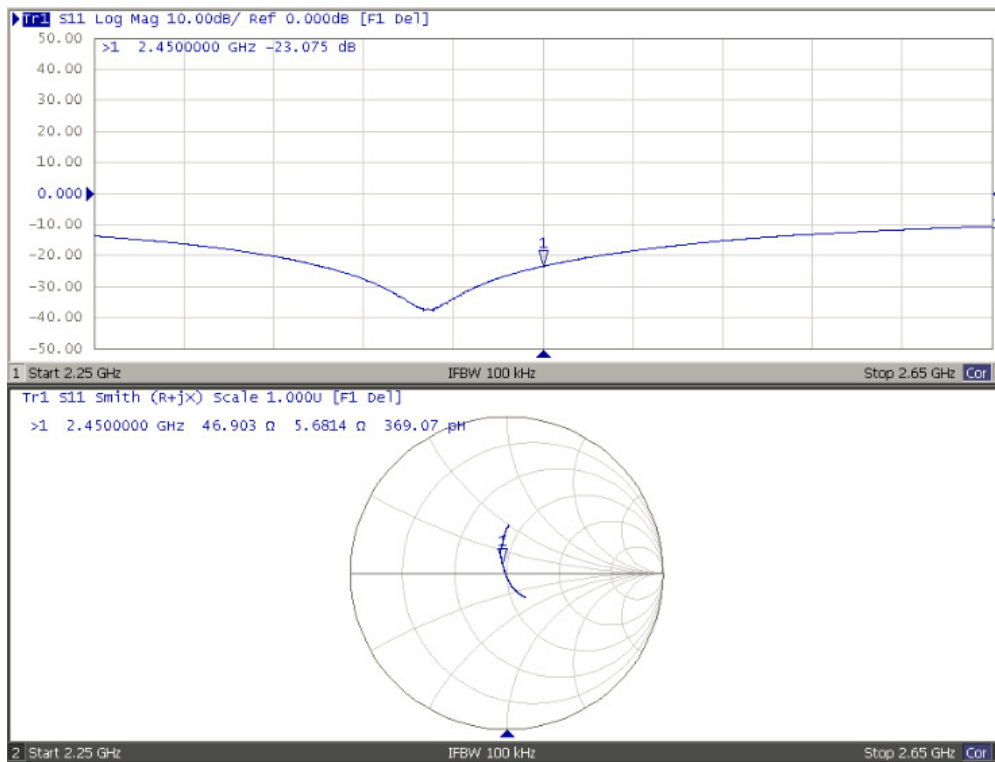 Tr1 S11 Log Mag 10.00dB/ Ref 0.000dB [F1 Del]
50.00
>1 2.4500000 GHz -23.075 dB
40.00
30.00
20.00
10.00
0.000
-10.00
1
-20.00
-30.00
-40.00
-50.00
1 Start 2.25 GHz IFBW 100 kHz Stop 2.65 GHz Cor
Tr1 S11 Smith (R+jX) Scale 1.000U [F1 Del]
>1 2.4500000 GHz 46.903 Ω 5.6814 Ω 369.07 pH
1
2 Start 2.25 GHz IFBW 100 kHz Stop 2.65 GHz Cor